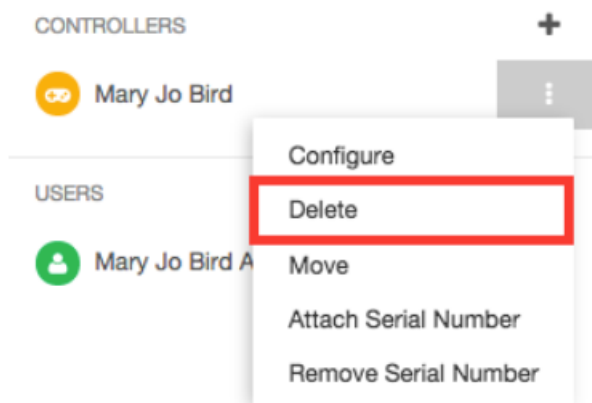 CONTROLLERS
Mary Jo Bird
Configure
USERS
Delete
Mary Jo Bird A
Move
Attach Serial Number
Remove Serial Number